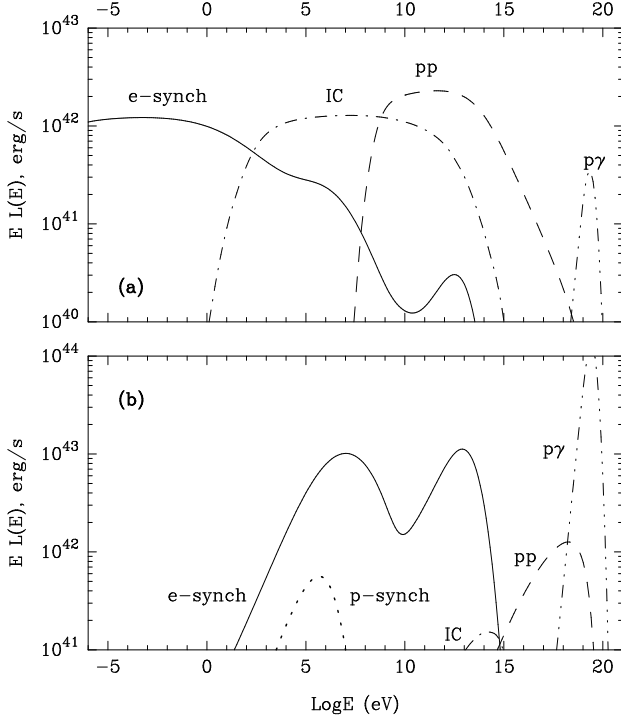 −5 0 5 10 15 20
10^43
pp
e−synch IC
10^42
pγ
E L(E), erg/s
10^41
(a)
10^40
10^44
(b)
pγ
10^43
E L(E), erg/s
10^42
pp
e−synch p−synch
IC
10^41
−5 0 5 10 15 20
LogE (eV)